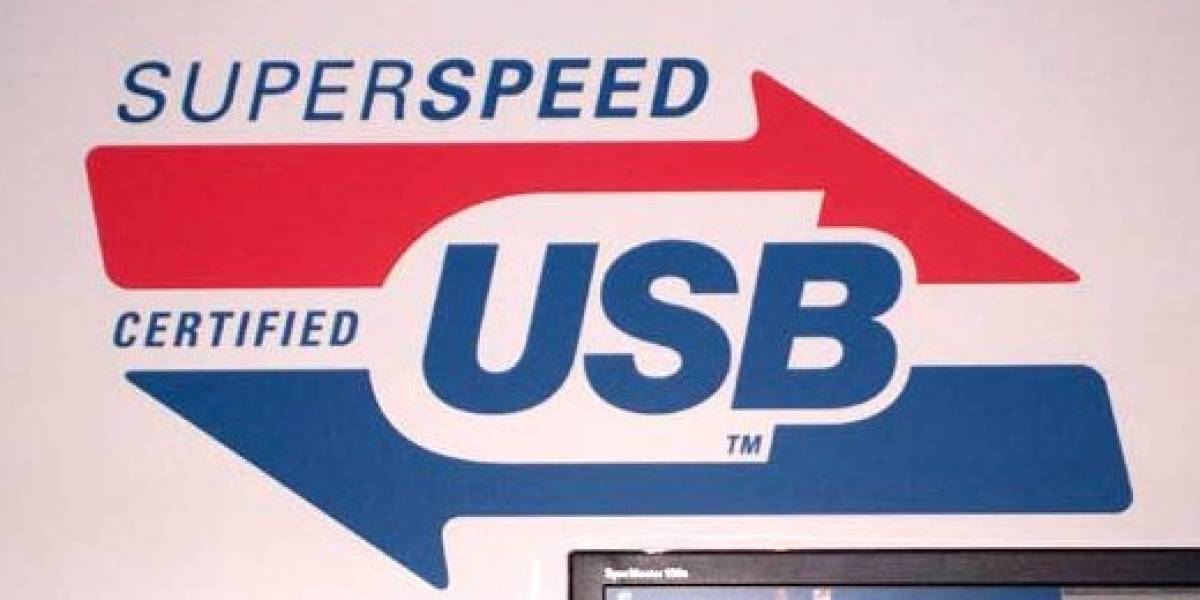 SUPERSPEED
CERTIFIED
USB
TM